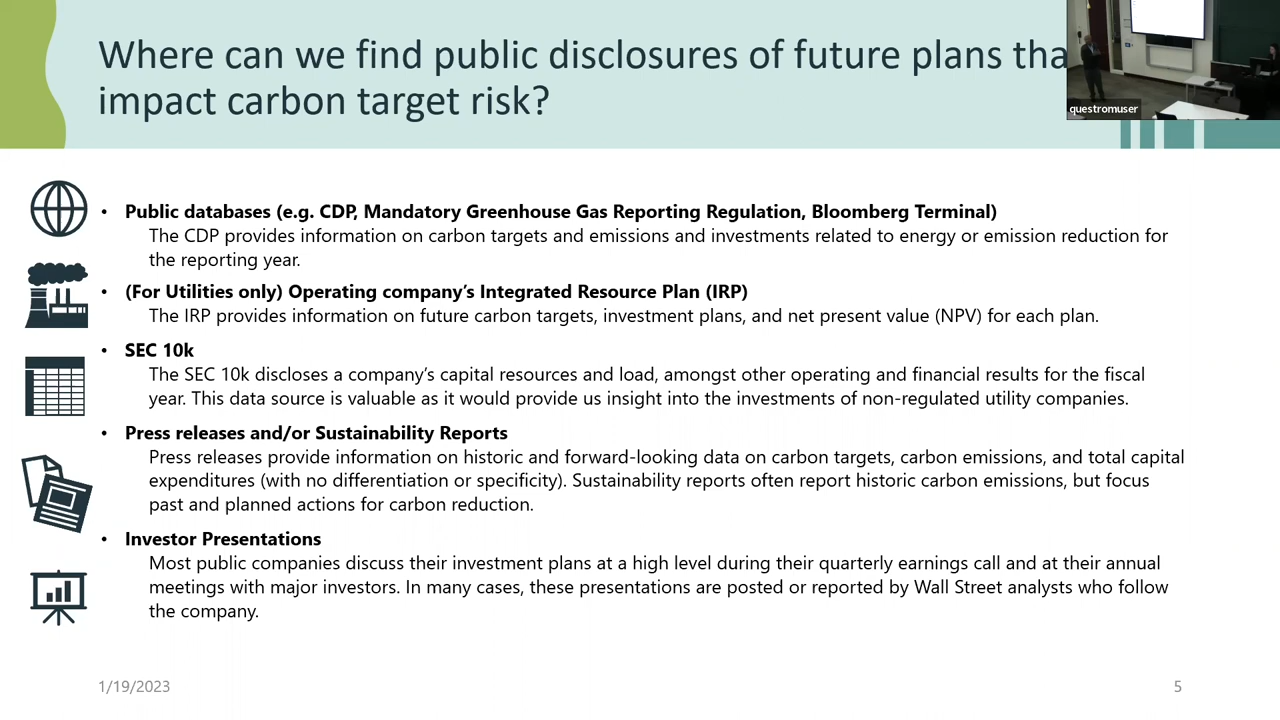 Where can we find public disclosures of future plans tha
impact carbon target risk?
questromuser
• Public databases (e.g. CDP, Mandatory Greenhouse Gas Reporting Regulation, Bloomberg Terminal)
The CDP provides information on carbon targets and emissions and investments related to energy or emission reduction for
the reporting year.
• (For Utilities only) Operating company's Integrated Resource Plan (IRP)
The IRP provides information on future carbon targets, investment plans, and net present value (NPV) for each plan.
• SEC 10k
The SEC 10k discloses a company's capital resources and load, amongst other operating and financial results for the fiscal
year. This data source is valuable as it would provide us insight into the investments of non-regulated utility companies.
• Press releases and/or Sustainability Reports
Press releases provide information on historic and forward-looking data on carbon targets, carbon emissions, and total capital
expenditures (with no differentiation or specificity). Sustainability reports often report historic carbon emissions, but focus
past and planned actions for carbon reduction.
• Investor Presentations
Most public companies discuss their investment plans at a high level during their quarterly earnings call and at their annual
meetings with major investors. In many cases, these presentations are posted or reported by Wall Street analysts who follow
the company.
1/19/2023
5